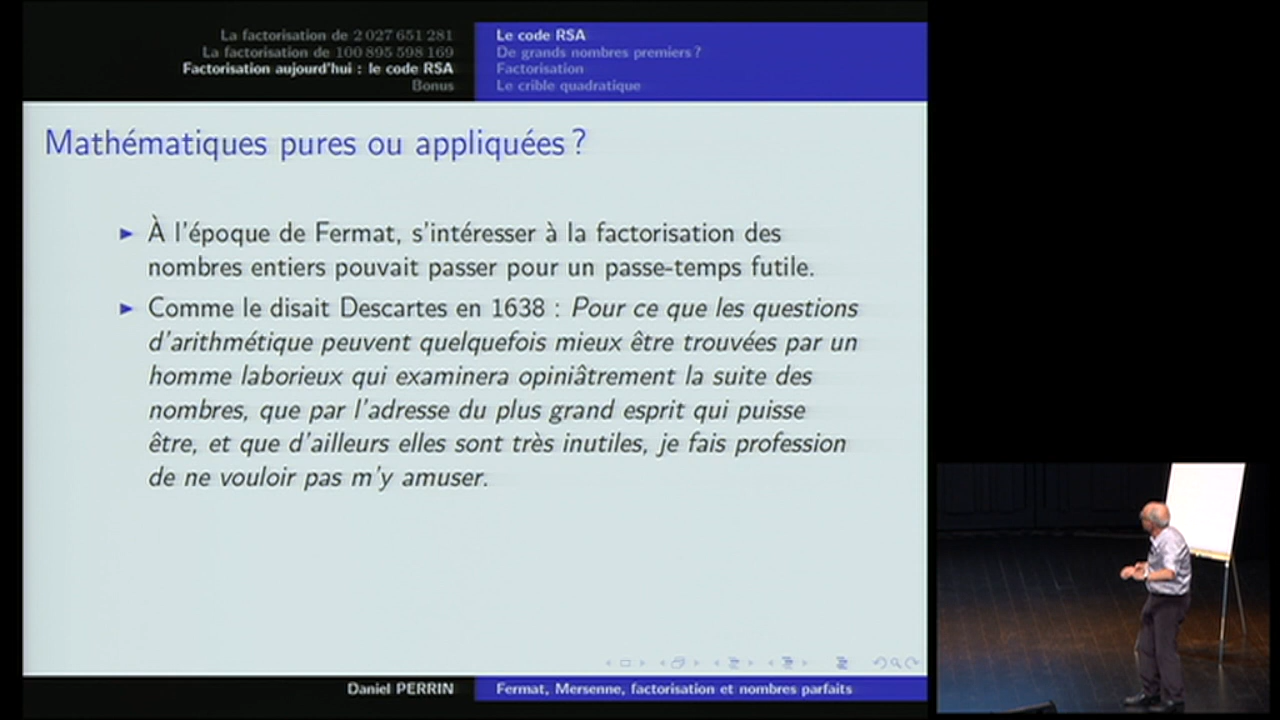 La factorisation de 2 027 651 281
La factorisation de 100 895 598 169
Factorisation aujourd'hui : le code RSA
Bonus
Le code RSA
De grands nombres premiers ?
Factorisation
Le crible quadratique
Mathématiques pures ou appliquées ?
À l'époque de Fermat, s'intéresser à la factorisation des
nombres entiers pouvait passer pour un passe-temps futile.
Comme le disait Descartes en 1638 : Pour ce que les questions
d'arithmétique peuvent quelquefois mieux être trouvées par un
homme laborieux qui examinera opiniâtrement la suite des
nombres, que par l'adresse du plus grand esprit qui puisse
être, et que d'ailleurs elles sont très inutiles, je fais profession
de ne vouloir pas m'y amuser.
Daniel PERRIN
Fermat, Mersenne, factorisation et nombres parfaits